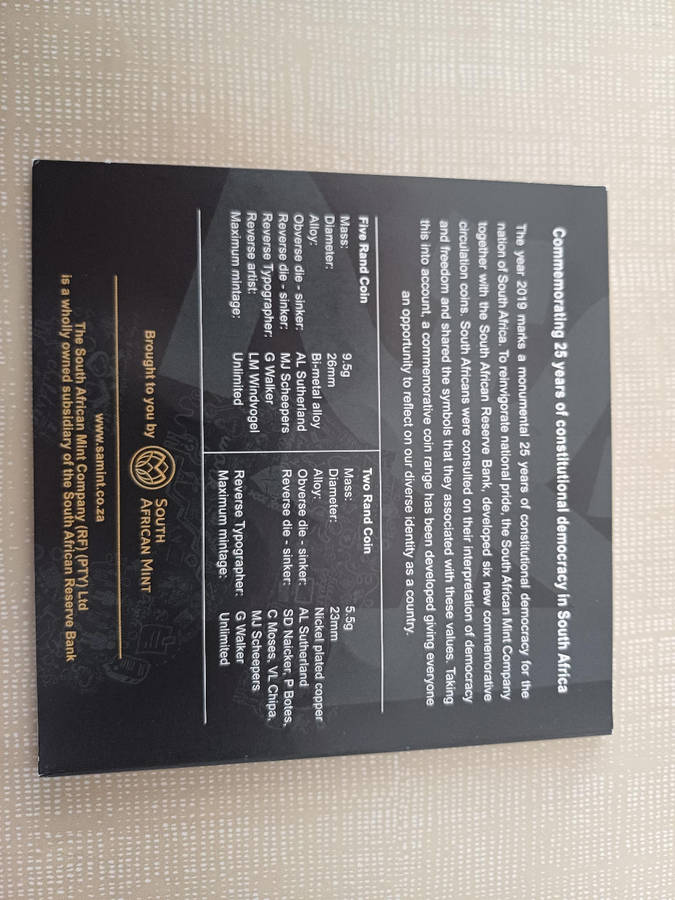 Commemorating 25 years of constitutional democracy in South Africa
The year 2019 marks a monumental 25 years of constitutional democracy for the
nation of South Africa. To reinvigorate national pride, the South African Mint Company
together with the South African Reserve Bank, developed six new commemorative
circulation coins. South Africans were consulted on their interpretation of democracy
and freedom and shared the symbols that they associated with these values. Taking
this into account, a commemorative coin range has been developed giving everyone
an opportunity to reflect on our diverse identity as a country.
Five Rand Coin
Mass: 9.5g
Diameter: 26mm
Alloy: Bi-metal alloy
Obverse die - sinker: AL Sutherland
Reverse die - sinker: MJ Scheepers
Reverse Typographer: G Walker
Reverse artist: LM Windvogel
Maximum mintage: Unlimited
Two Rand Coin
Mass: 5.5g
Diameter: 23mm
Alloy: Nickel plated copper
Obverse die - sinker: AL Sutherland
Reverse die - sinker: SD Naicker, P Botes,
C Moses, VL Chipa,
MJ Scheepers
Reverse Typographer: G Walker
Maximum mintage: Unlimited
Brought to you by
SOUTH
AFRICAN MINT
www.samint.co.za
The South African Mint Company (RF) (PTY) Ltd
is a wholly owned subsidiary of the South African Reserve Bank